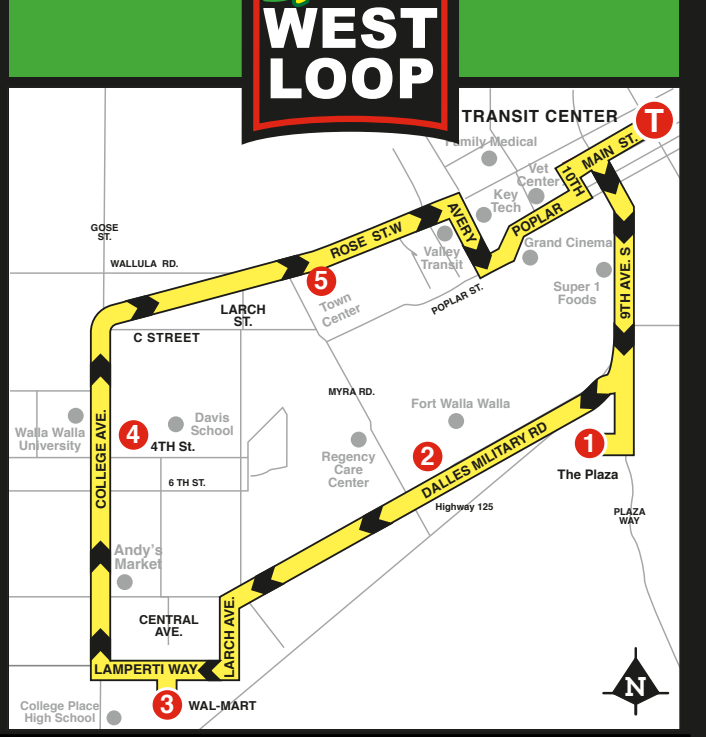 WEST
LOOP
TRANSIT CENTER
T
Family Medical
MAIN ST.
10TH
Vet
Center
Key
Tech
AVERY
POPLAR
GOSE
ST.
ROSE ST.W
Grand Cinema
Valley
Transit
WALLULA RD.
9TH AVE. S
5
Super 1
Foods
Town
Center
POPLAR ST.
LARCH
ST.
C STREET
MYRA RD.
Fort Walla Walla
Davis
School
Walla Walla
University
4
4TH St.
COLLEGE AVE.
Regency
Care
Center
2
DALLES MILITARY RD
1
The Plaza
6 TH ST.
Highway 125
PLAZA
WAY
Andy's
Market
CENTRAL
AVE.
LARCH AVE.
LAMPERTI WAY
3
WAL-MART
College Place
High School
N